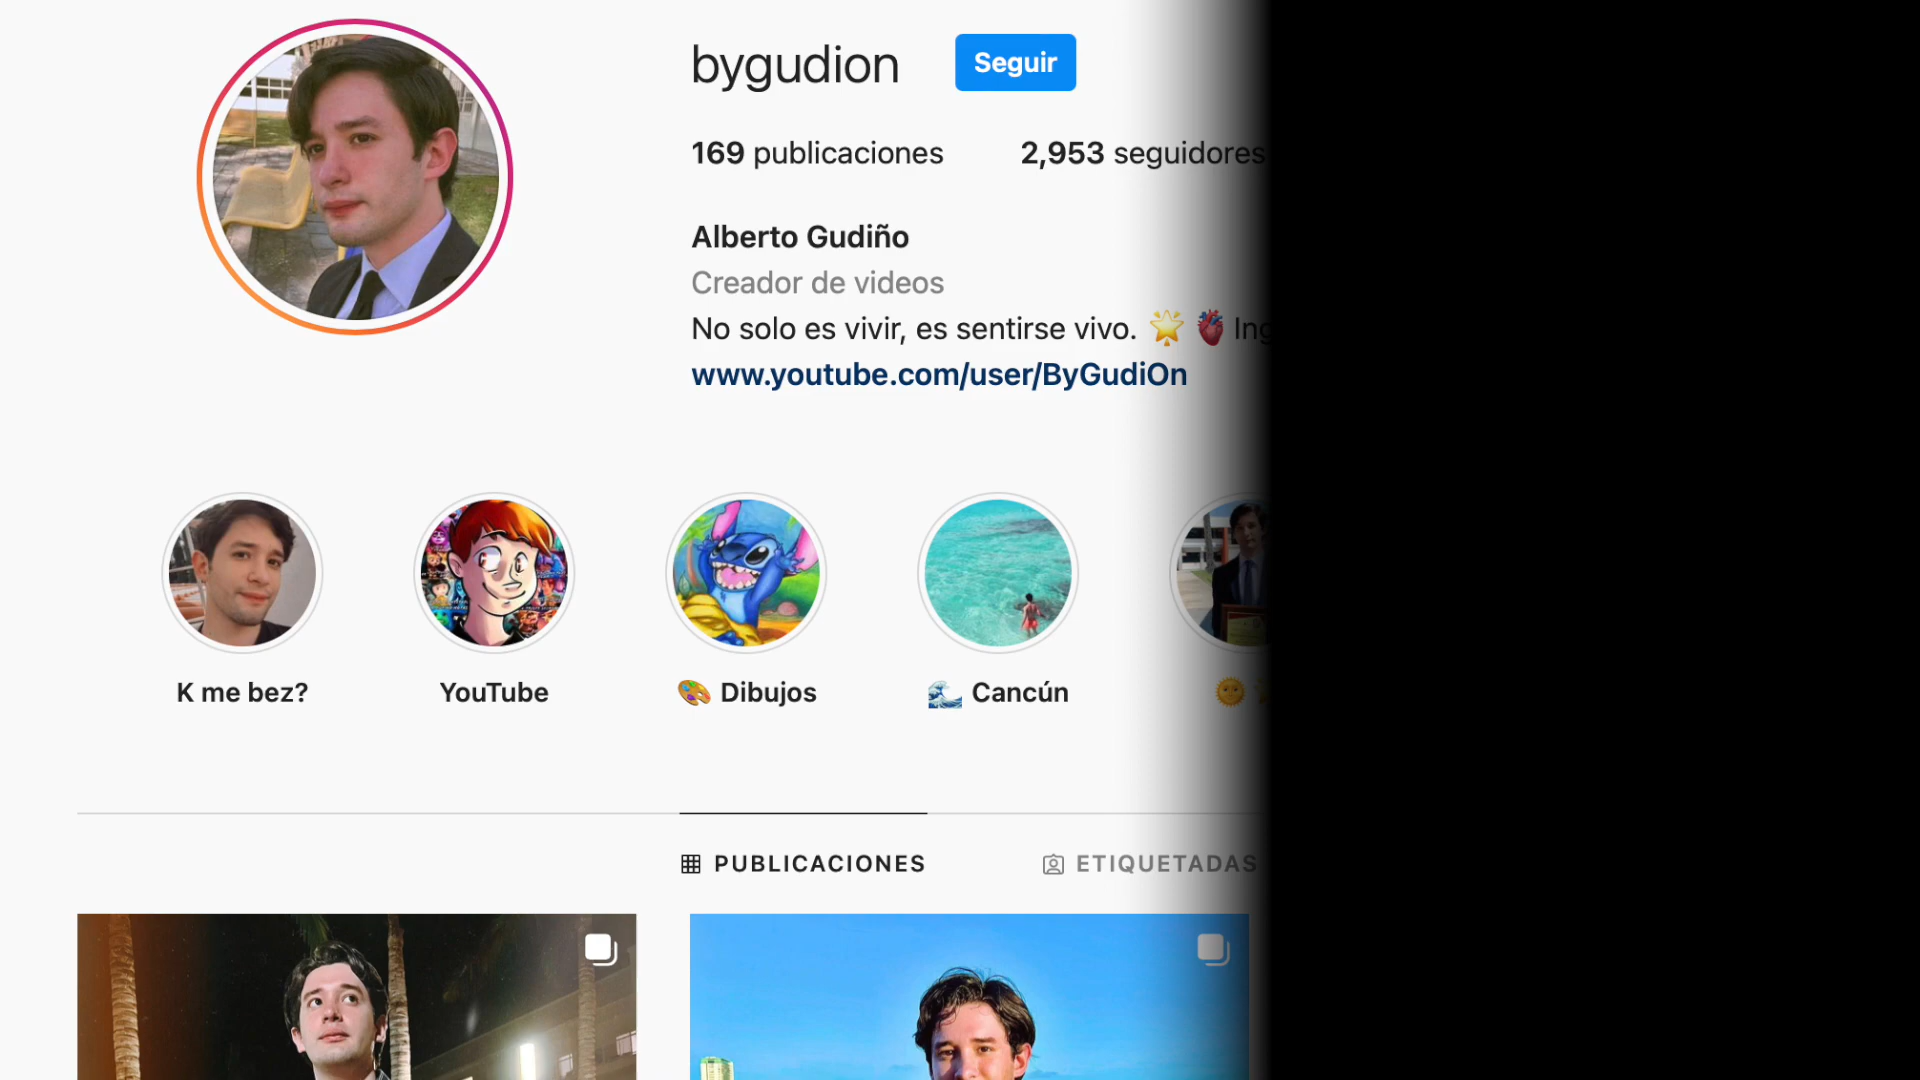 bygudion
Seguir
169 publicaciones
2,953 seguidores
Alberto Gudiño
Creador de videos
No solo es vivir, es sentirse vivo. 🌟 🫀 Ing
www.youtube.com/user/ByGudiOn
K me bez?
YouTube
🎨 Dibujos
🌊 Cancún
🌞
PUBLICACIONES
ETIQUETADAS